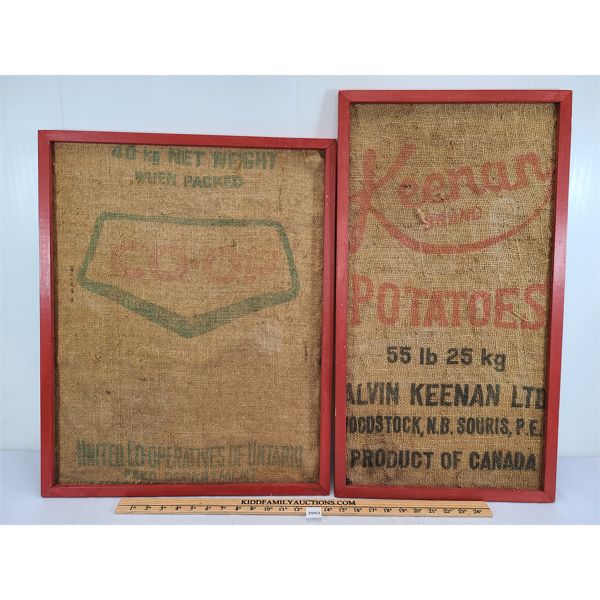 40 kg NET WEIGHT
WHEN PACKED
CO-OP
UNITED CO-OPERATIVES OF ONTARIO
Keenan
BRAND
POTATOES
55 lb 25 kg
ALVIN KEENAN LTD
WOODSTOCK, N.B. SOURIS, P.E.
PRODUCT OF CANADA
KIDDFAMILYAUCTIONS.COM
2992